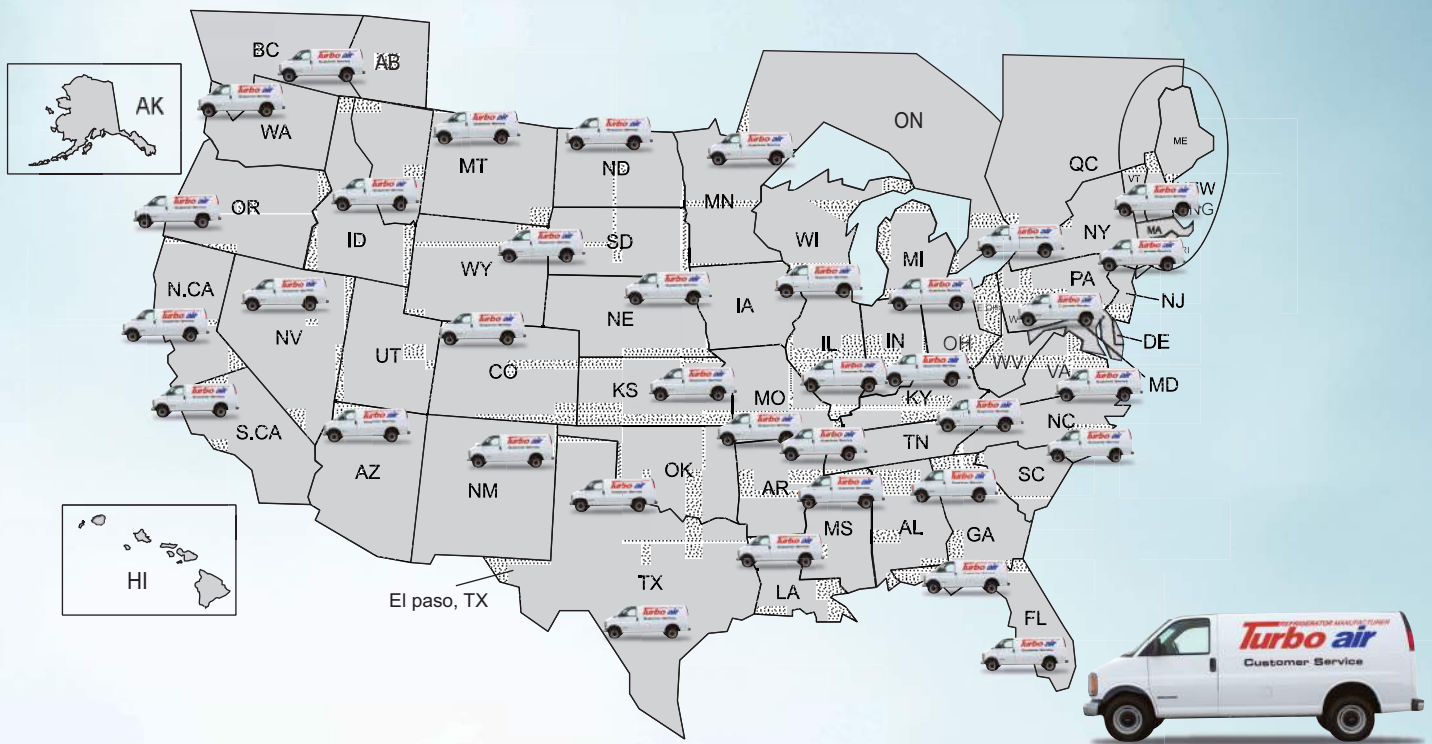 BC
AB
AK
WA
MT
ND
MN
ON
QC
ME
VT
OR
ID
WY
SD
WI
MI
NY
MA
N.CA
NV
UT
NE
IA
PA
NJ
IL
IN
OH
DE
CO
KS
MO
KY
WV
VA
MD
S.CA
AZ
NM
OK
AR
TN
NC
SC
MS
AL
GA
HI
El paso, TX
TX
LA
FL
REFRIGERATOR MANUFACTURER
Turbo air
Customer Service